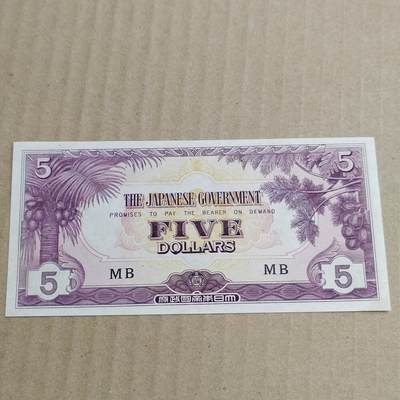 5 5
THE JAPANESE GOVERNMENT
PROMISES TO PAY THE BEARER ON DEMAND
FIVE
DOLLARS
MB MB
5 5
府政國帝本日大